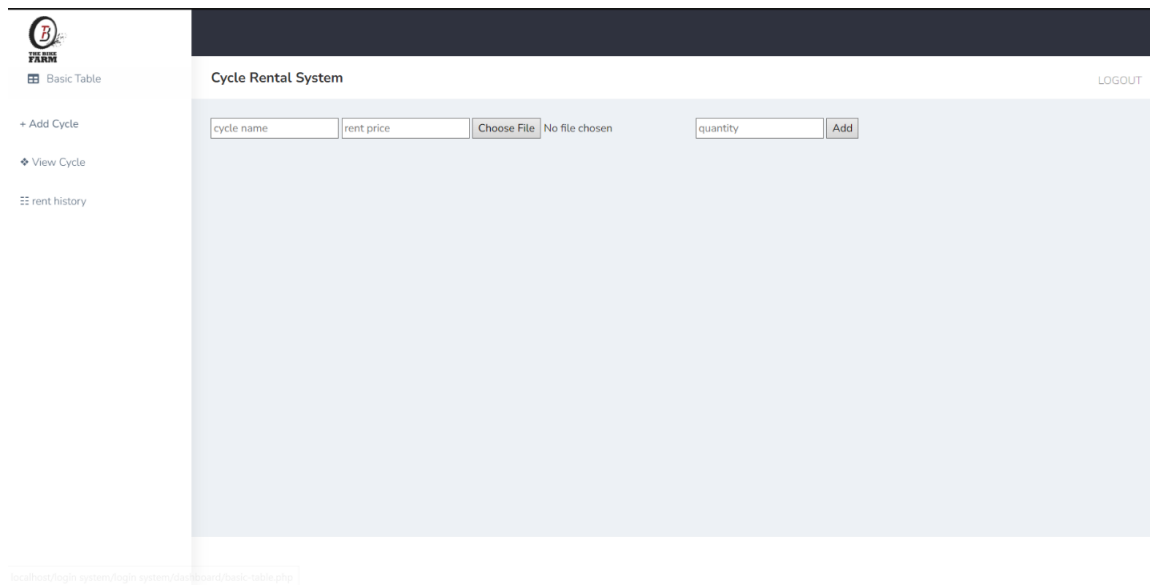 B
THE BIKE
FARM
Basic Table
+ Add Cycle
❖ View Cycle
☷ rent history
Cycle Rental System
LOGOUT
cycle name rent price Choose File No file chosen quantity Add
localhost/login system/login system/dashboard/basic-table.php